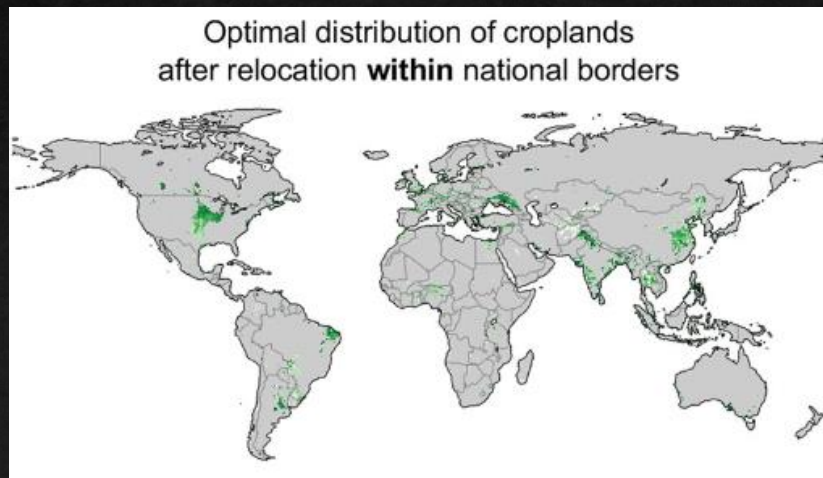 Optimal distribution of croplands
after relocation within national borders